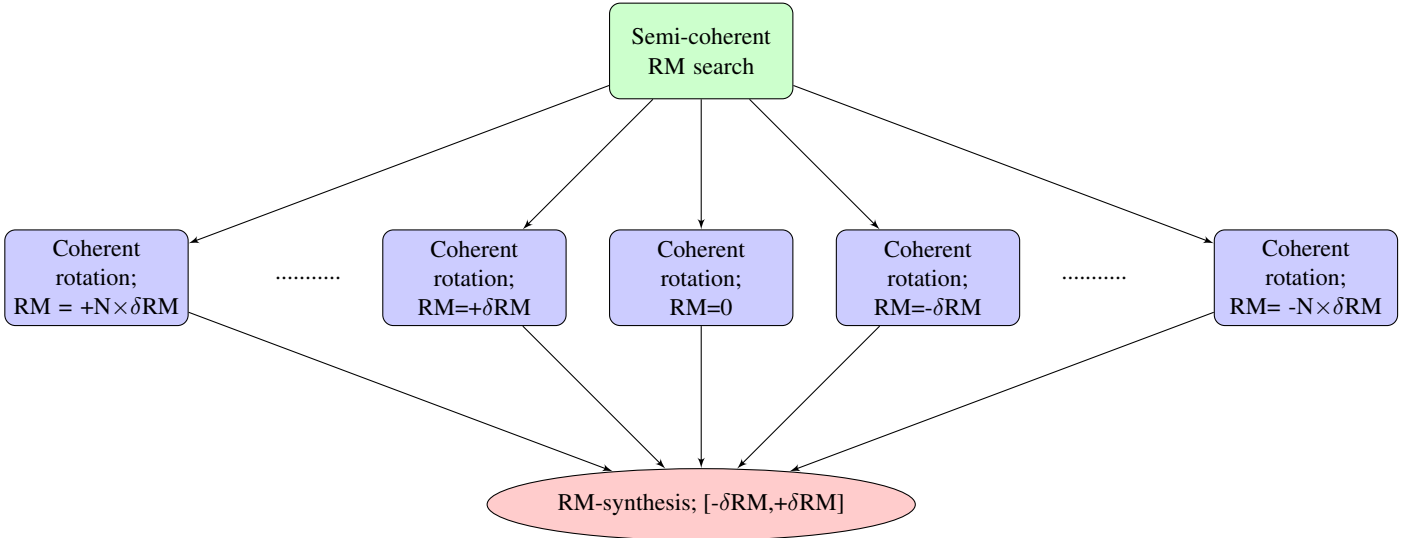 Semi-coherent
RM search
Coherent
rotation;
RM = +N×δRM
...........
Coherent
rotation;
RM=+δRM
Coherent
rotation;
RM=0
Coherent
rotation;
RM=-δRM
...........
Coherent
rotation;
RM= -N×δRM
RM-synthesis; [-δRM,+δRM]